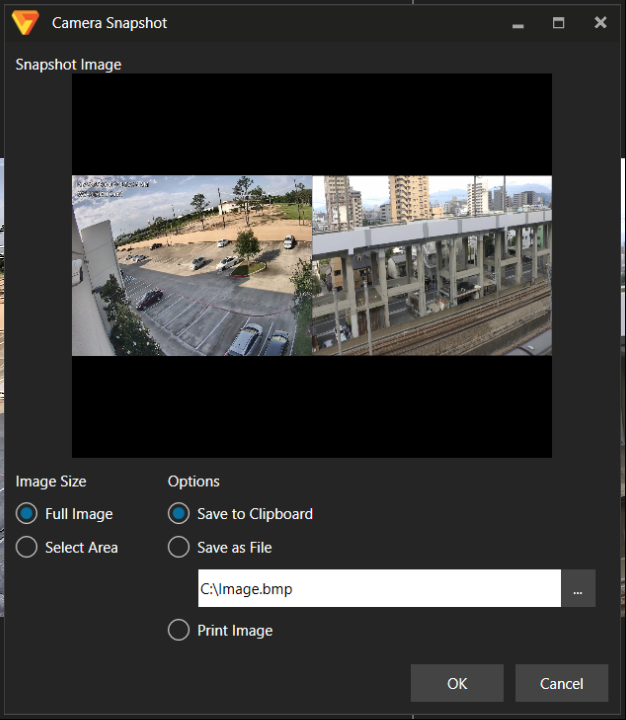 Camera Snapshot
Snapshot Image
Image Size
Options
Full Image
Save to Clipboard
Select Area
Save as File
C:\Image.bmp
...
Print Image
OK
Cancel